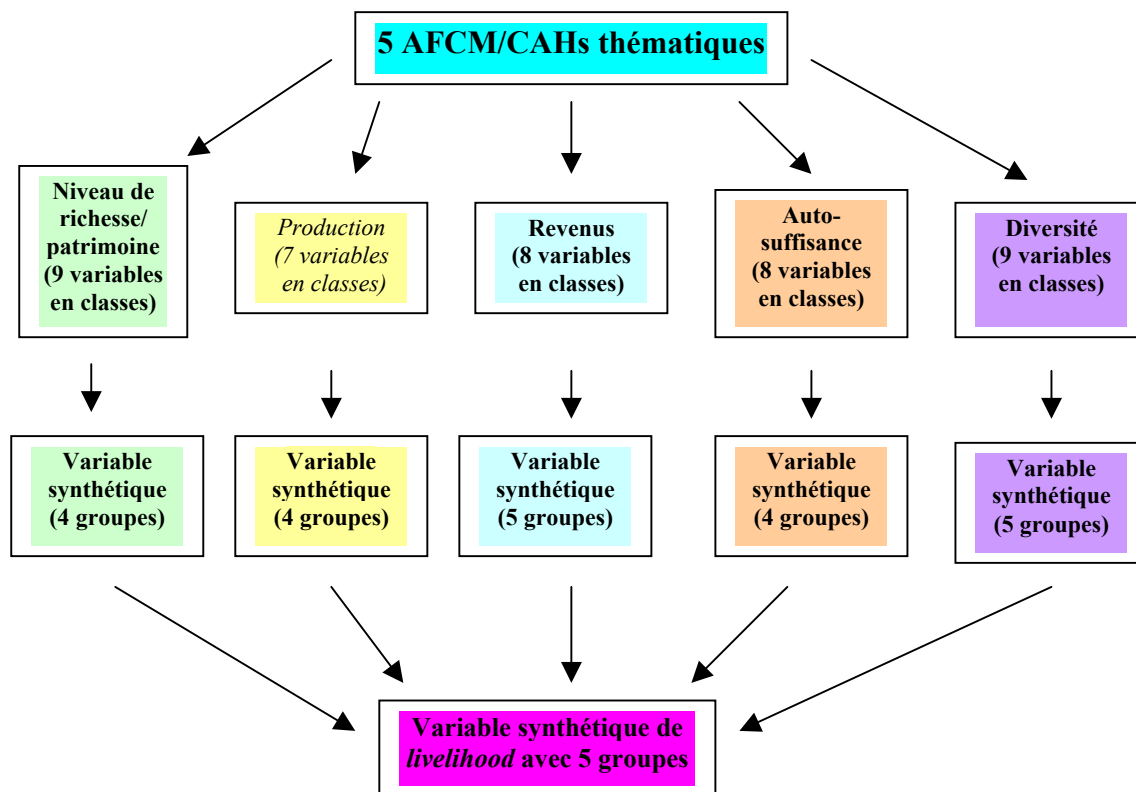 5 AFCM/CAHs thématiques
Niveau de
richesse/
patrimoine
(9 variables
en classes)
Production
(7 variables
en classes)
Revenus
(8 variables
en classes)
Auto-
suffisance
(8 variables
en classes)
Diversité
(9 variables
en classes)
Variable
synthétique
(4 groupes)
Variable
synthétique
(4 groupes)
Variable
synthétique
(5 groupes)
Variable
synthétique
(4 groupes)
Variable
synthétique
(5 groupes)
Variable synthétique de
livelihood avec 5 groupes